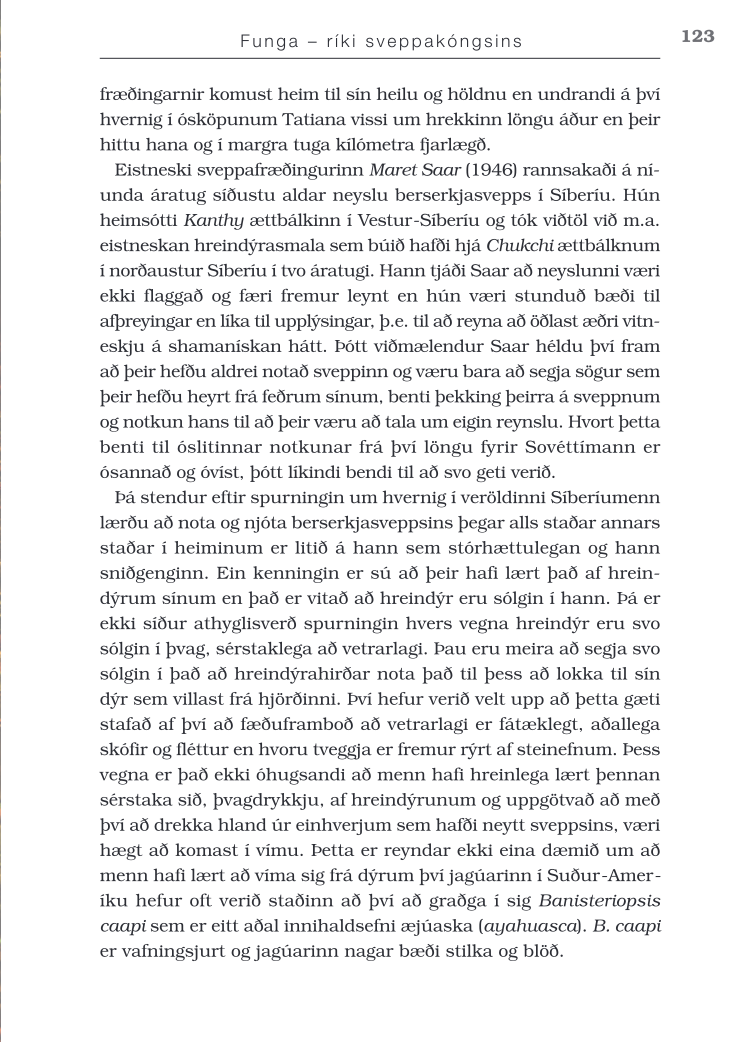 Funga – ríki sveppakóngsins
123
fræðingarnir komust heim til sín heilu og höldnu en undrandi á því
hvernig í ósköpunum Tatiana vissi um hrekkinn löngu áður en þeir
hittu hana og í margra tuga kílómetra fjarlægð.
Eistneski sveppafræðingurinn Maret Saar (1946) rannsakaði á ní-
unda áratug síðustu aldar neyslu berserkjasvepps í Síberíu. Hún
heimsótti Kanthy ættbálkinn í Vestur-Síberíu og tók viðtöl við m.a.
eistneskan hreindýrasmala sem búið hafði hjá Chukchi ættbálknum
í norðaustur Síberíu í tvo áratugi. Hann tjáði Saar að neyslunni væri
ekki flaggað og færi fremur leynt en hún væri stunduð bæði til
afþreyingar en líka til upplýsingar, þ.e. til að reyna að öðlast æðri vitn-
eskju á shamanískan hátt. Þótt viðmælendur Saar héldu því fram
að þeir hefðu aldrei notað sveppinn og væru bara að segja sögur sem
þeir hefðu heyrt frá feðrum sínum, benti þekking þeirra á sveppnum
og notkun hans til að þeir væru að tala um eigin reynslu. Hvort þetta
benti til óslitinnar notkunar frá því löngu fyrir Sovéttímann er
ósannað og óvíst, þótt líkindi bendi til að svo geti verið.
Þá stendur eftir spurningin um hvernig í veröldinni Síberíumenn
lærðu að nota og njóta berserkjasveppsins þegar alls staðar annars
staðar í heiminum er litið á hann sem stórhættulegan og hann
sniðgenginn. Ein kenningin er sú að þeir hafi lært það af hrein-
dýrum sínum en það er vitað að hreindýr eru sólgin í hann. Þá er
ekki síður athyglisverð spurningin hvers vegna hreindýr eru svo
sólgin í þvag, sérstaklega að vetrarlagi. Þau eru meira að segja svo
sólgin í það að hreindýrahirðar nota það til þess að lokka til sín
dýr sem villast frá hjörðinni. Því hefur verið velt upp að þetta gæti
stafað af því að fæðuframboð að vetrarlagi er fátæklegt, aðallega
skófir og fléttur en hvoru tveggja er fremur rýrt af steinefnum. Þess
vegna er það ekki óhugsandi að menn hafi hreinlega lært þennan
sérstaka sið, þvagdrykkju, af hreindýrunum og uppgötvað að með
því að drekka hland úr einhverjum sem hafði neytt sveppsins, væri
hægt að komast í vímu. Þetta er reyndar ekki eina dæmið um að
menn hafi lært að víma sig frá dýrum því jagúarinn í Suður-Amer-
íku hefur oft verið staðinn að því að graðga í sig Banisteriopsis
caapi sem er eitt aðal innihaldsefni æjúaska (ayahuasca). B. caapi
er vafningsjurt og jagúarinn nagar bæði stilka og blöð.